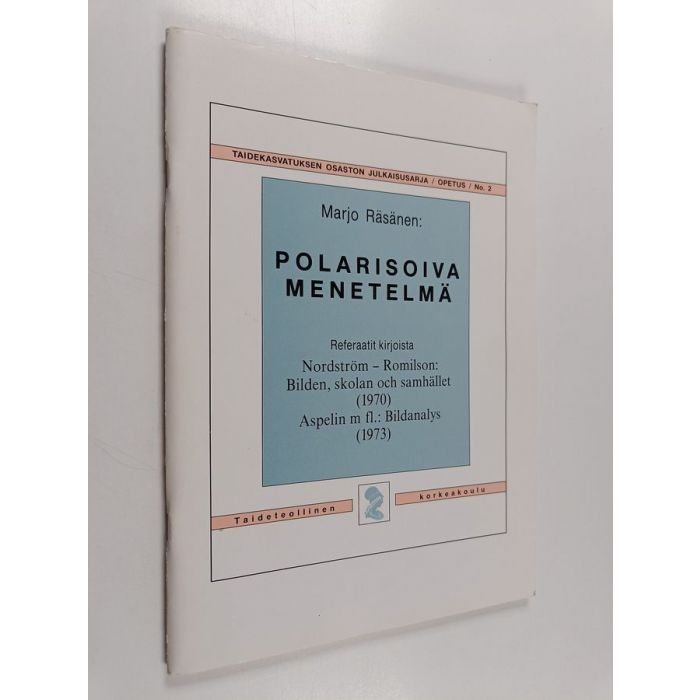 TAIDEKASVATUKSEN OSASTON JULKAISUSARJA / OPETUS / No. 2
Marjo Räsänen:
POLARISOIVA
MENETELMÄ
Referaatit kirjoista
Nordström – Romilson:
Bilden, skolan och samhället
(1970)
Aspelin m fl.: Bildanalys
(1973)
Taideteollinen korkeakoulu